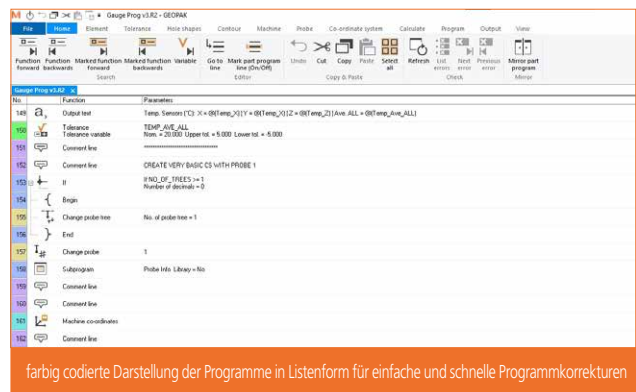 Gauge Prog v3.R2 - GEOPAK
File Home Element Tolerance Hole shapes Contour Machine Probe Co-ordinate system Calculate Program Output View
Function forward Function backwards Marked function forward Marked function backwards Go to line Mark part program line (On/Off) Undo Cut Copy Paste Select all Refresh List errors Next error Previous error Mirror part program
Search Editor Copy & Paste Check Mirror
Gauge Prog v3.R2 x
No. Function Parameters
149 Output text Temp. Sensors (°C): X = @(Temp_X) | Y = @(Temp_Y) | Z = @(Temp_Z) | Ave. ALL = @(Temp_Ave_ALL)
150 Tolerance TEMP_AVE_ALL
Tolerance variable Nom. = 20.000 Upper tol. = 5.000 Lower tol. = -5.000
151 Comment line
152 Comment line CREATE VERY BASIC CS WITH PROBE 1
153 If If NO_OF_TREES >= 1
Number of decimals = 0
154 Begin
155 Change probe tree No. of probe tree = 1
156 End
157 Change probe 1
158 Subprogram Probe Info Library = No
159 Comment line
160 Comment line
161 Machine co-ordinates
162 Comment line
farbig codierte Darstellung der Programme in Listenform für einfache und schnelle Programmkorrekturen